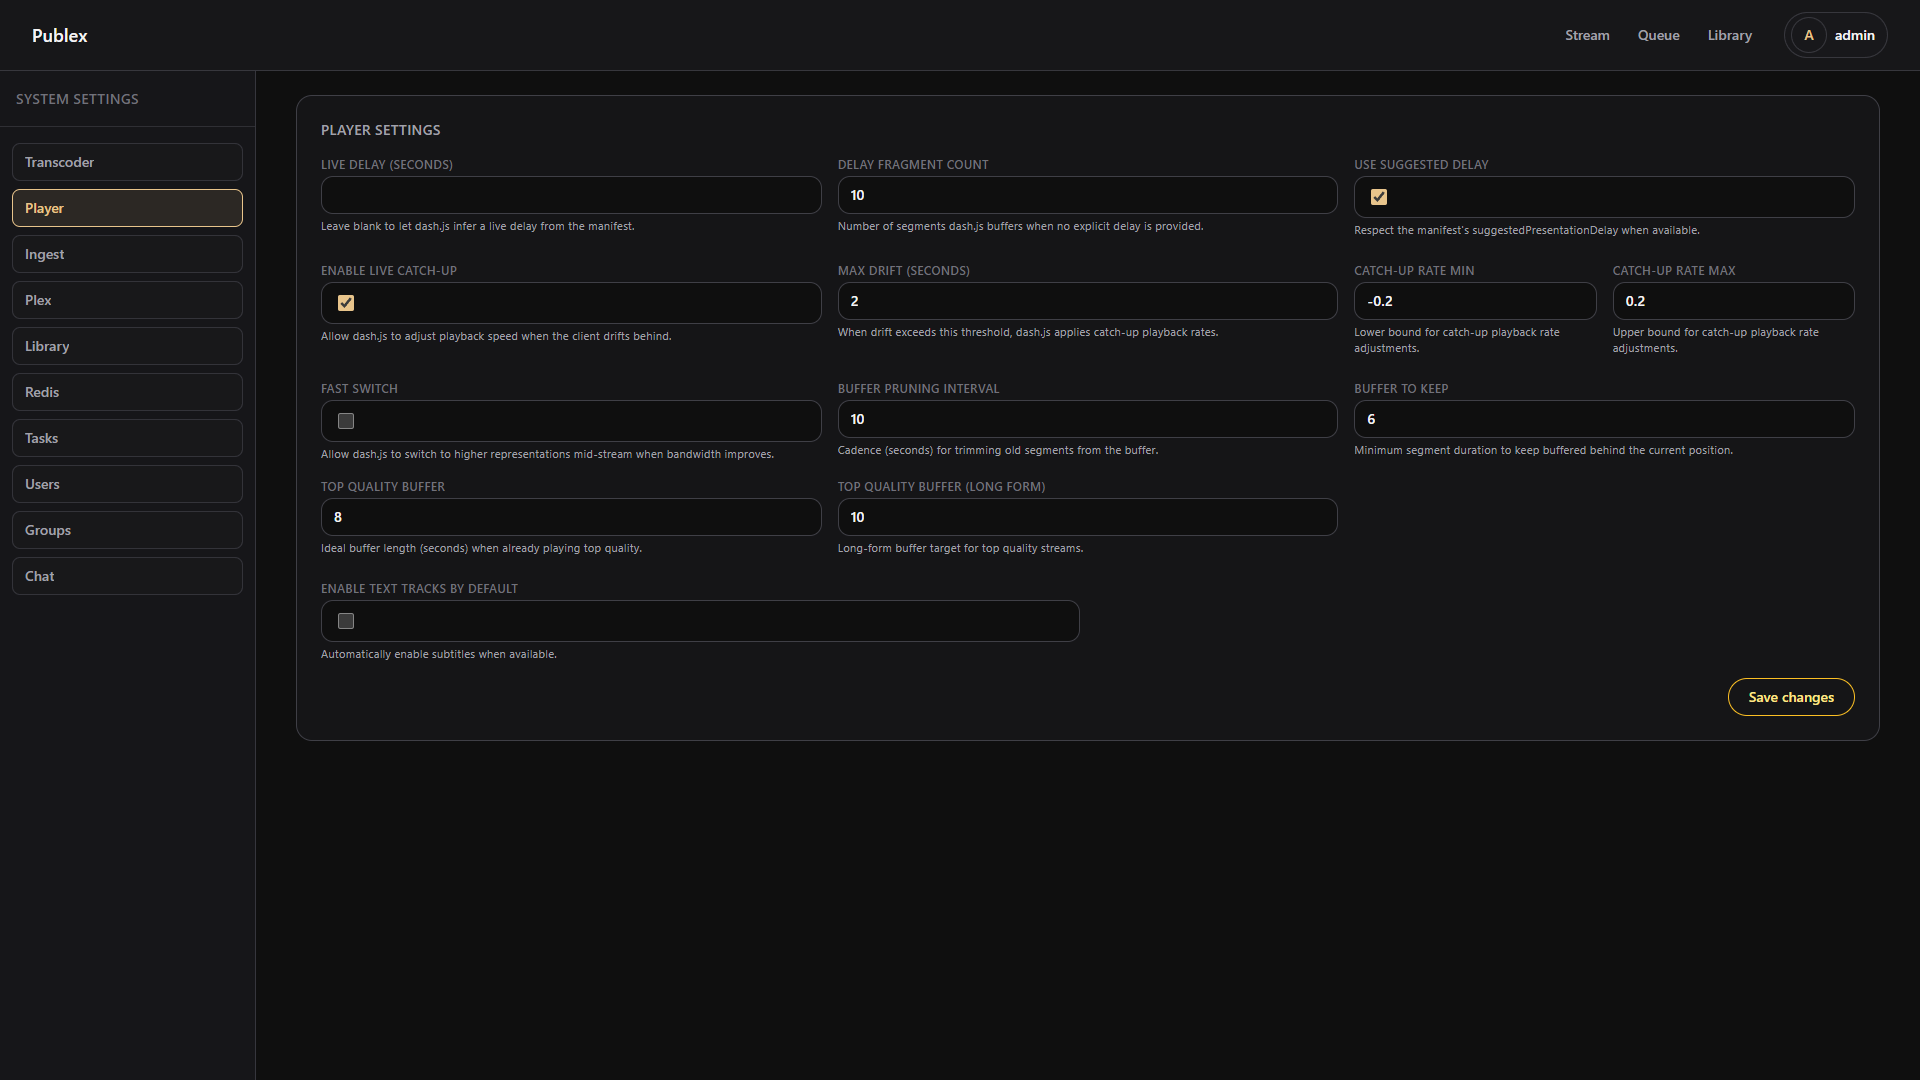 Publex
Stream
Queue
Library
A
admin
SYSTEM SETTINGS
Transcoder
Player
Ingest
Plex
Library
Redis
Tasks
Users
Groups
Chat
PLAYER SETTINGS
LIVE DELAY (SECONDS)
Leave blank to let dash.js infer a live delay from the manifest.
DELAY FRAGMENT COUNT
10
Number of segments dash.js buffers when no explicit delay is provided.
USE SUGGESTED DELAY
Respect the manifest's suggestedPresentationDelay when available.
ENABLE LIVE CATCH-UP
Allow dash.js to adjust playback speed when the client drifts behind.
MAX DRIFT (SECONDS)
2
When drift exceeds this threshold, dash.js applies catch-up playback rates.
CATCH-UP RATE MIN
-0.2
Lower bound for catch-up playback rate
adjustments.
CATCH-UP RATE MAX
0.2
Upper bound for catch-up playback rate
adjustments.
FAST SWITCH
Allow dash.js to switch to higher representations mid-stream when bandwidth improves.
BUFFER PRUNING INTERVAL
10
Cadence (seconds) for trimming old segments from the buffer.
BUFFER TO KEEP
6
Minimum segment duration to keep buffered behind the current position.
TOP QUALITY BUFFER
8
Ideal buffer length (seconds) when already playing top quality.
TOP QUALITY BUFFER (LONG FORM)
10
Long-form buffer target for top quality streams.
ENABLE TEXT TRACKS BY DEFAULT
Automatically enable subtitles when available.
Save changes